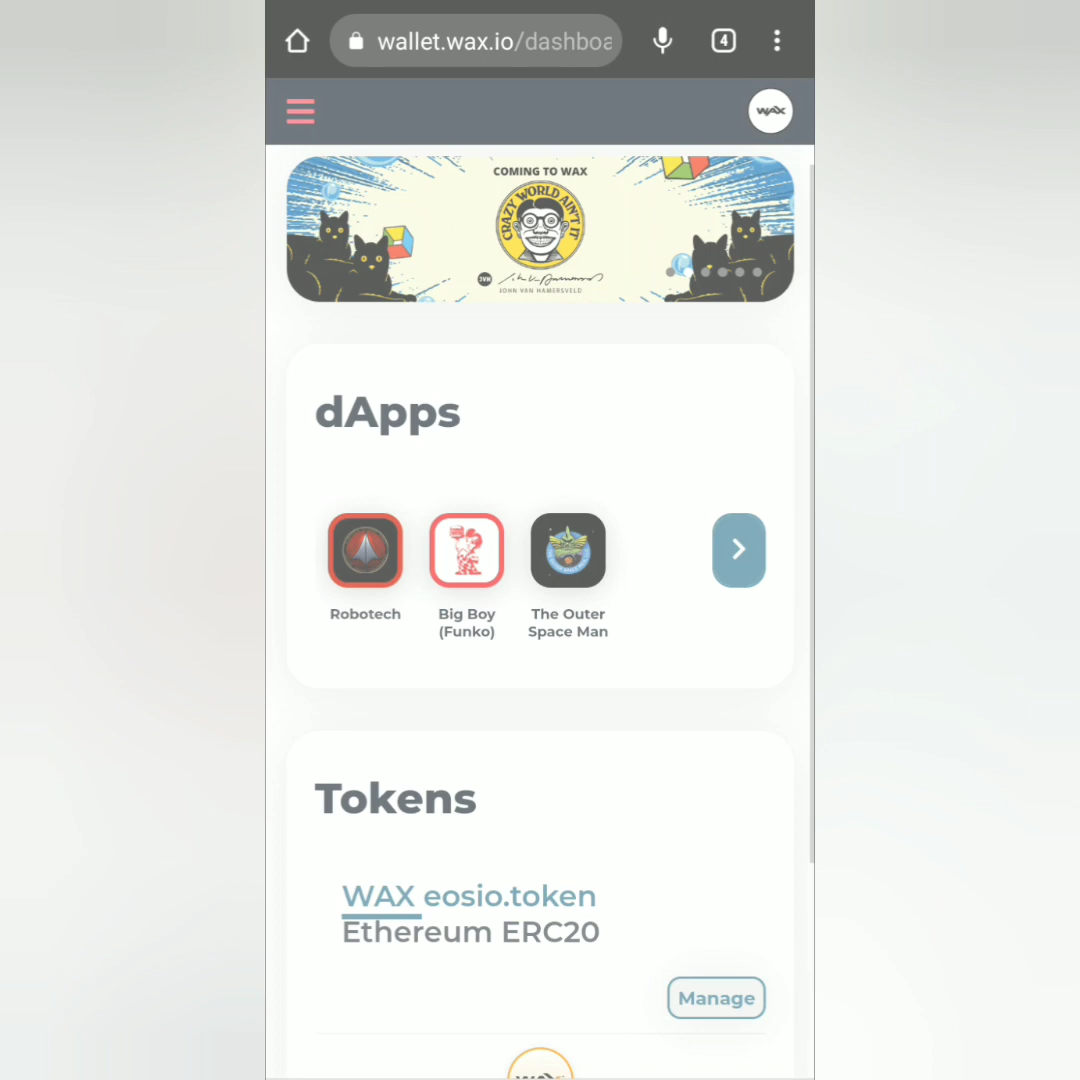 wallet.wax.io/dashboa
4
WAX
COMING TO WAX
CRAZY WORLD AIN'T IT
JVH
JOHN VAN HAMERSVELD
dApps
Robotech
Big Boy
(Funko)
The Outer
Space Man
Tokens
WAX eosio.token
Ethereum ERC20
Manage